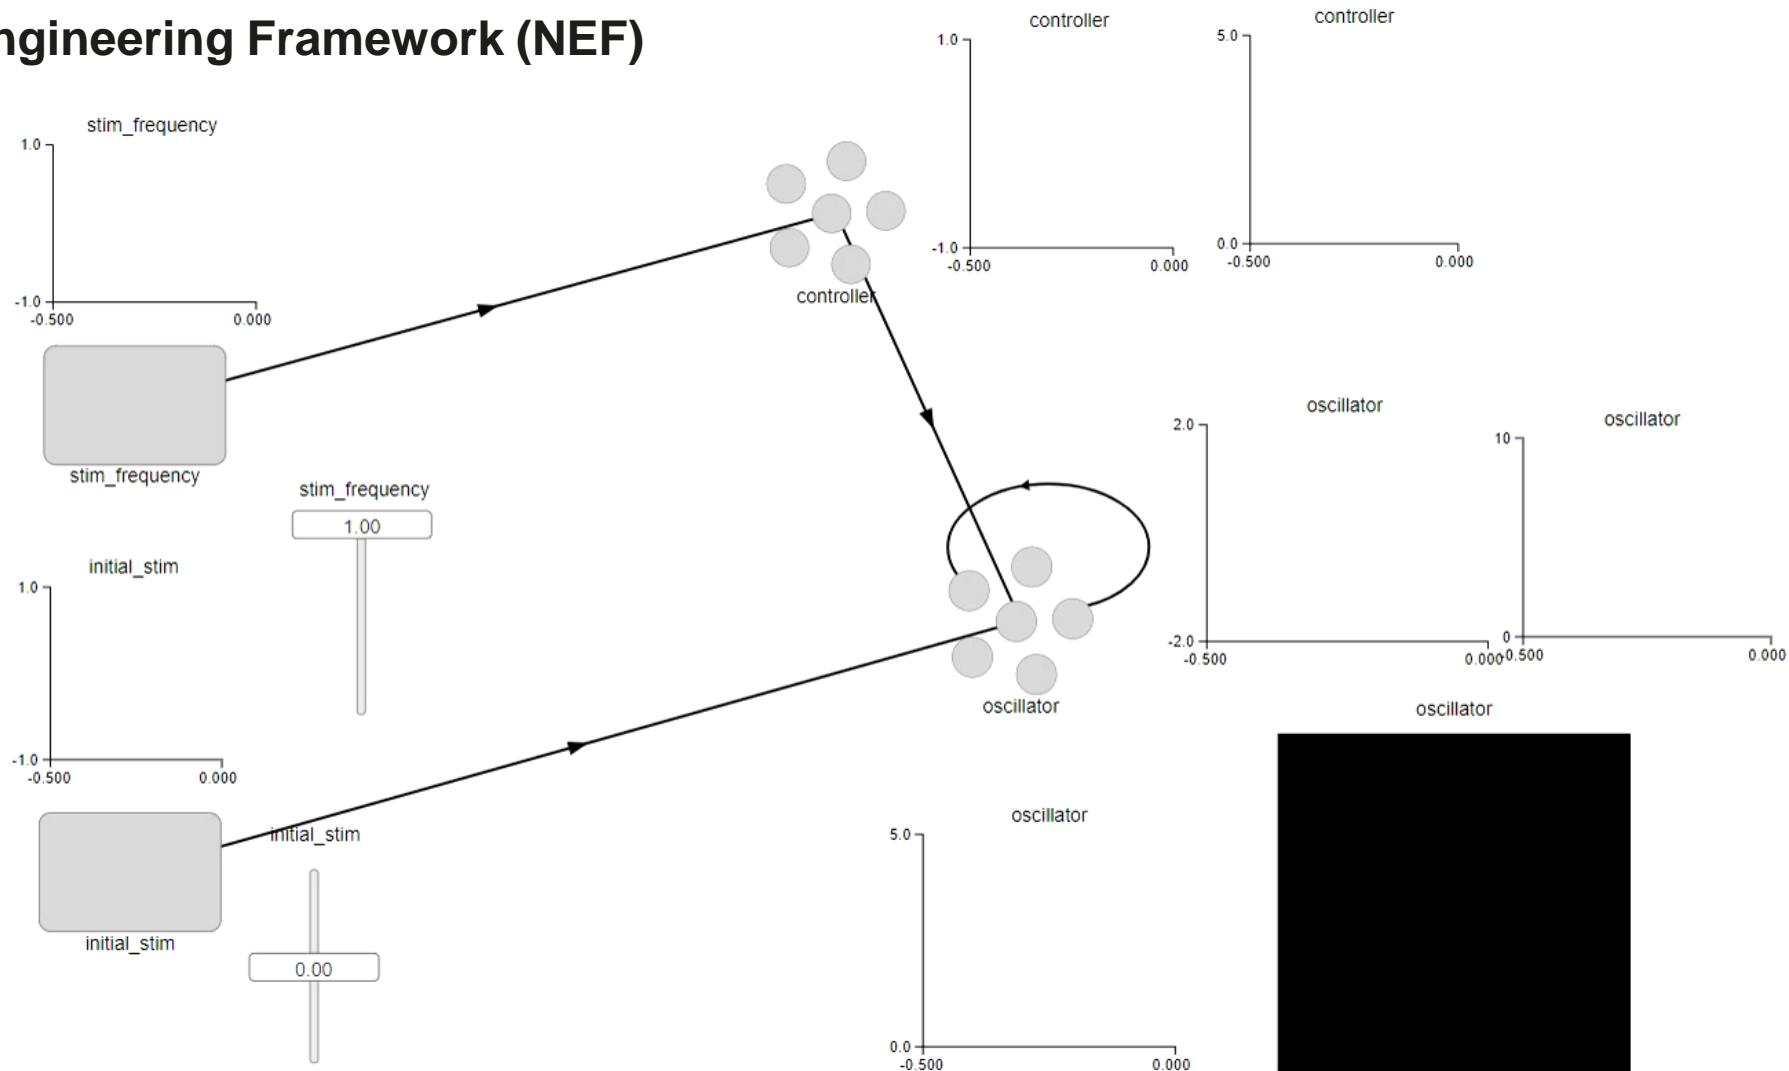 ngineering Framework (NEF)
controller
1.0
-1.0
-0.500
0.000
controller
5.0
0.0
-0.500
0.000
stim_frequency
1.0
-1.0
-0.500
0.000
stim_frequency
controller
stim_frequency
1.00
oscillator
2.0
-2.0
-0.500
0.000
oscillator
10
0
-0.500
0.000
initial_stim
1.0
-1.0
-0.500
0.000
initial_stim
initial_stim
0.00
oscillator
oscillator
oscillator
5.0
0.0
-0.500
0.000